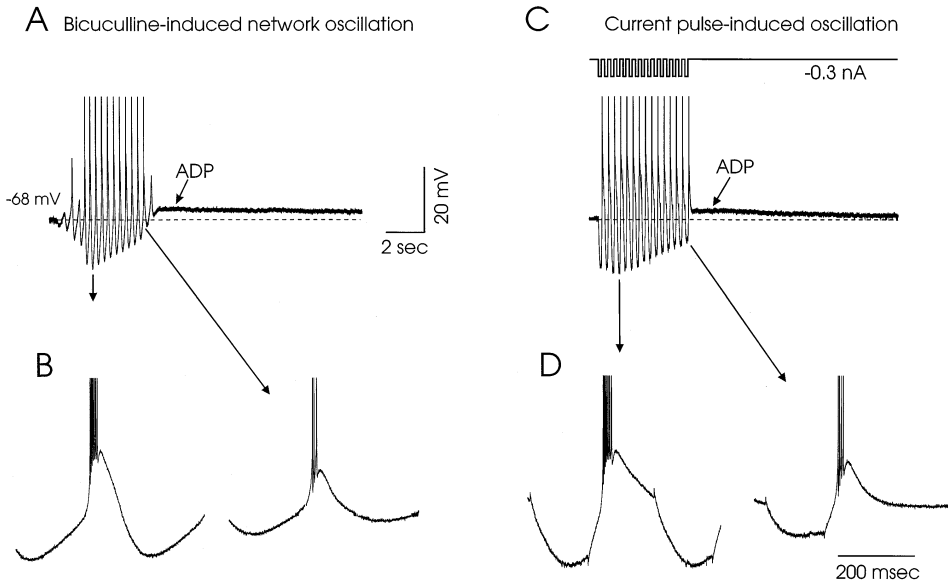 A Bicuculline-induced network oscillation
C Current pulse-induced oscillation
-0.3 nA
ADP
-68 mV
20 mV
2 sec
ADP
B
D
200 msec